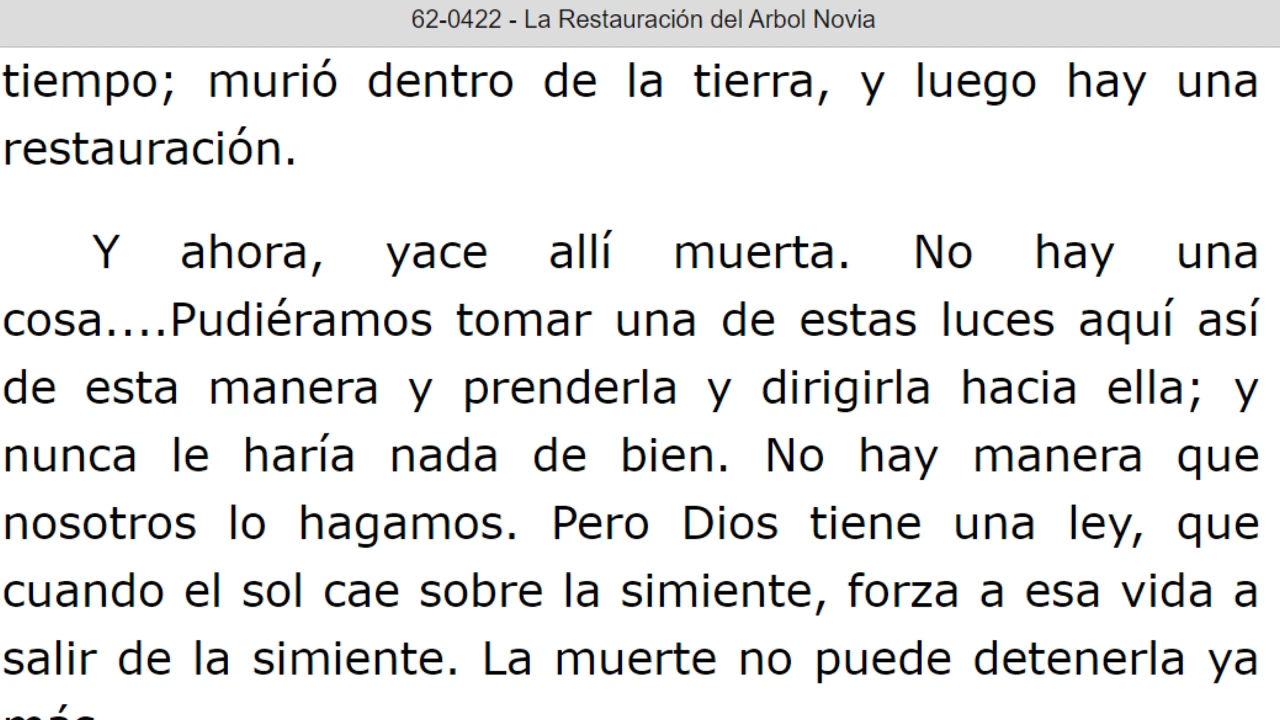 62-0422 - La Restauración del Arbol Novia
tiempo; murió dentro de la tierra, y luego hay una
restauración.
Y ahora, yace allí muerta. No hay una
cosa....Pudiéramos tomar una de estas luces aquí así
de esta manera y prenderla y dirigirla hacia ella; y
nunca le haría nada de bien. No hay manera que
nosotros lo hagamos. Pero Dios tiene una ley, que
cuando el sol cae sobre la simiente, forza a esa vida a
salir de la simiente. La muerte no puede detenerla ya
más